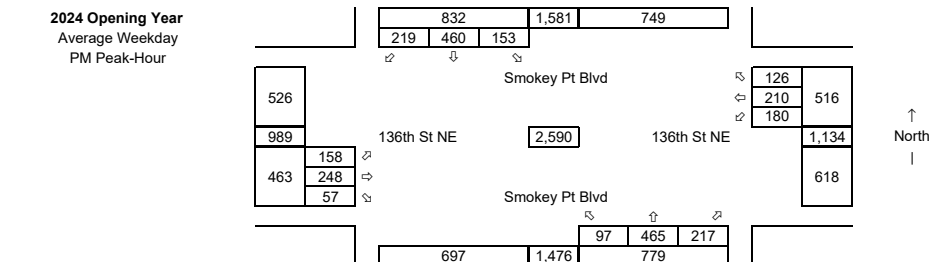 2024 Opening Year
Average Weekday
PM Peak-Hour
832 1,581 749
219 460 153
Smokey Pt Blvd
526
989
463
158
248
57
136th St NE
2,590
136th St NE
126
210
180
516
1,134
618
↑
North
|
Smokey Pt Blvd
97 465 217
697 1,476 779